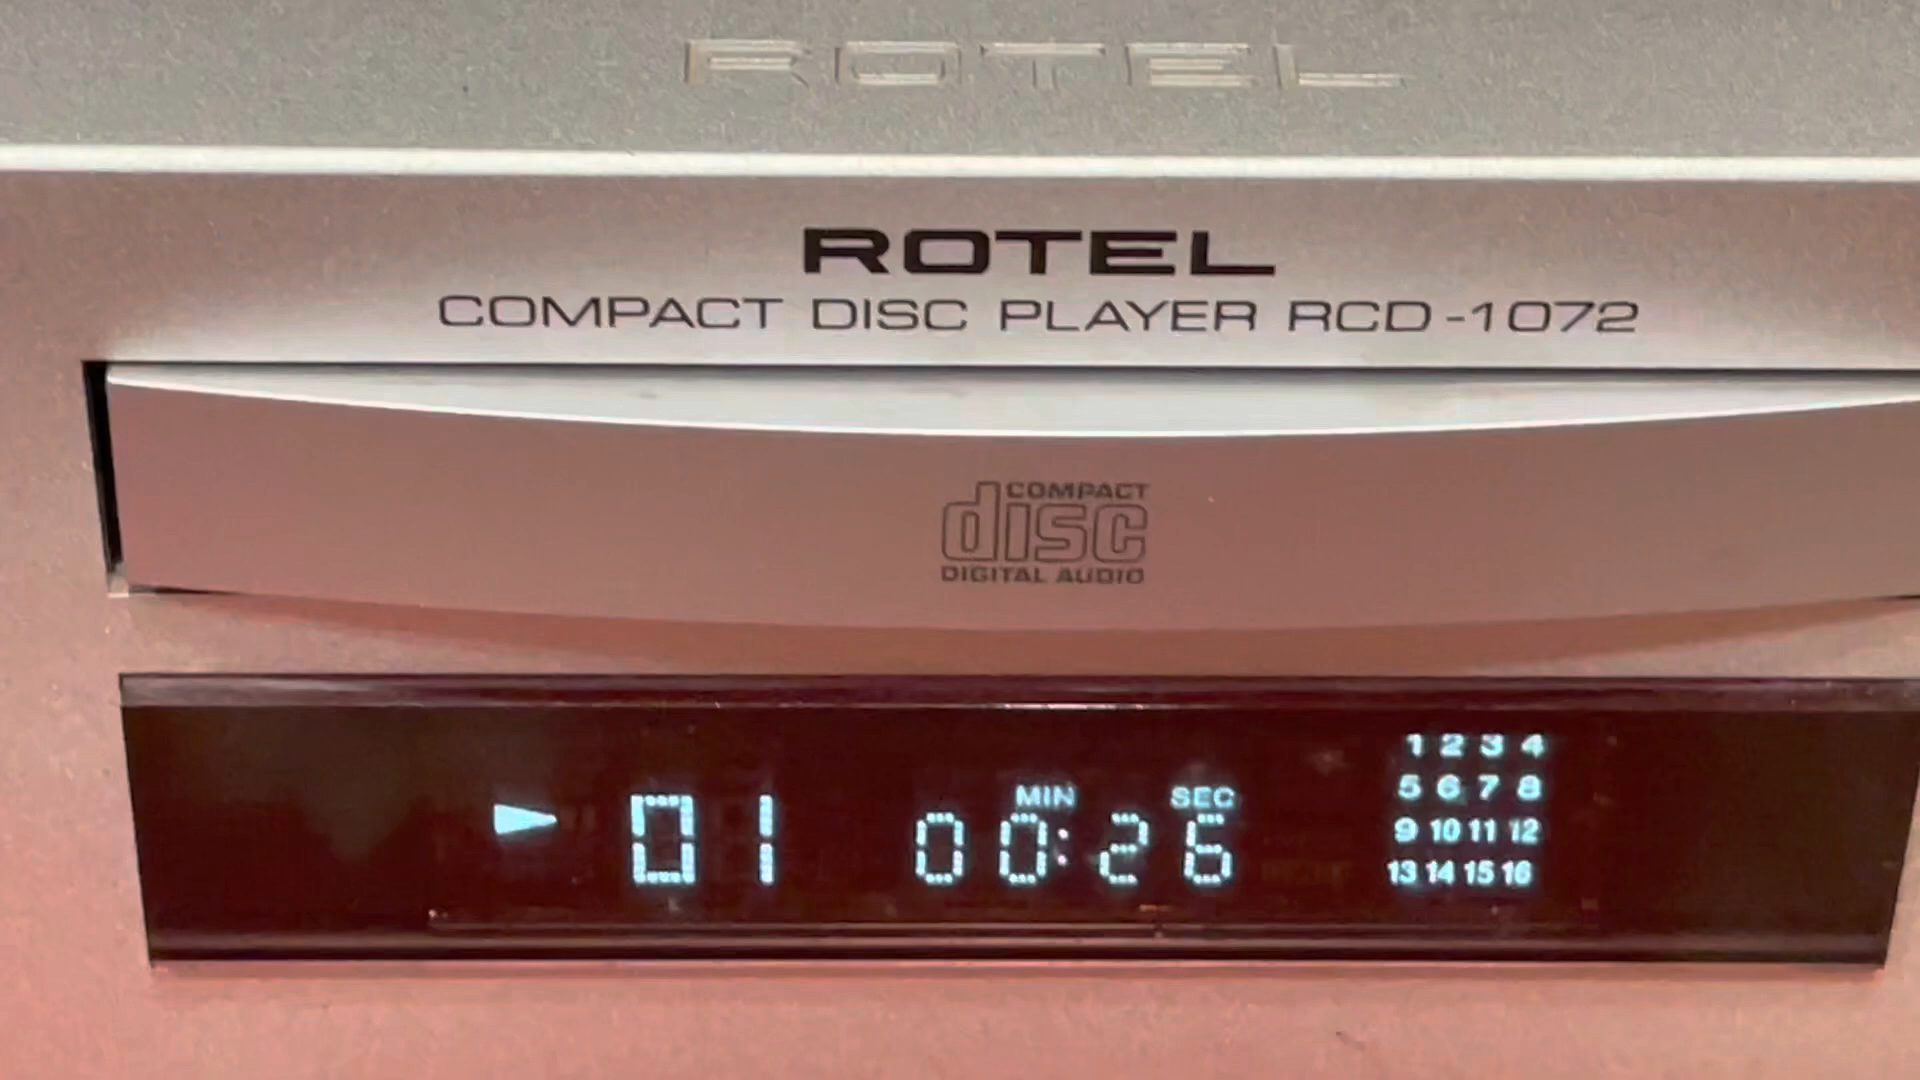 ROTEL
ROTEL
COMPACT DISC PLAYER RCD-1072
COMPACT
disc
DIGITAL AUDIO
MIN SEC
01 00:26
1 2 3 4
5 6 7 8
9 10 11 12
13 14 15 16